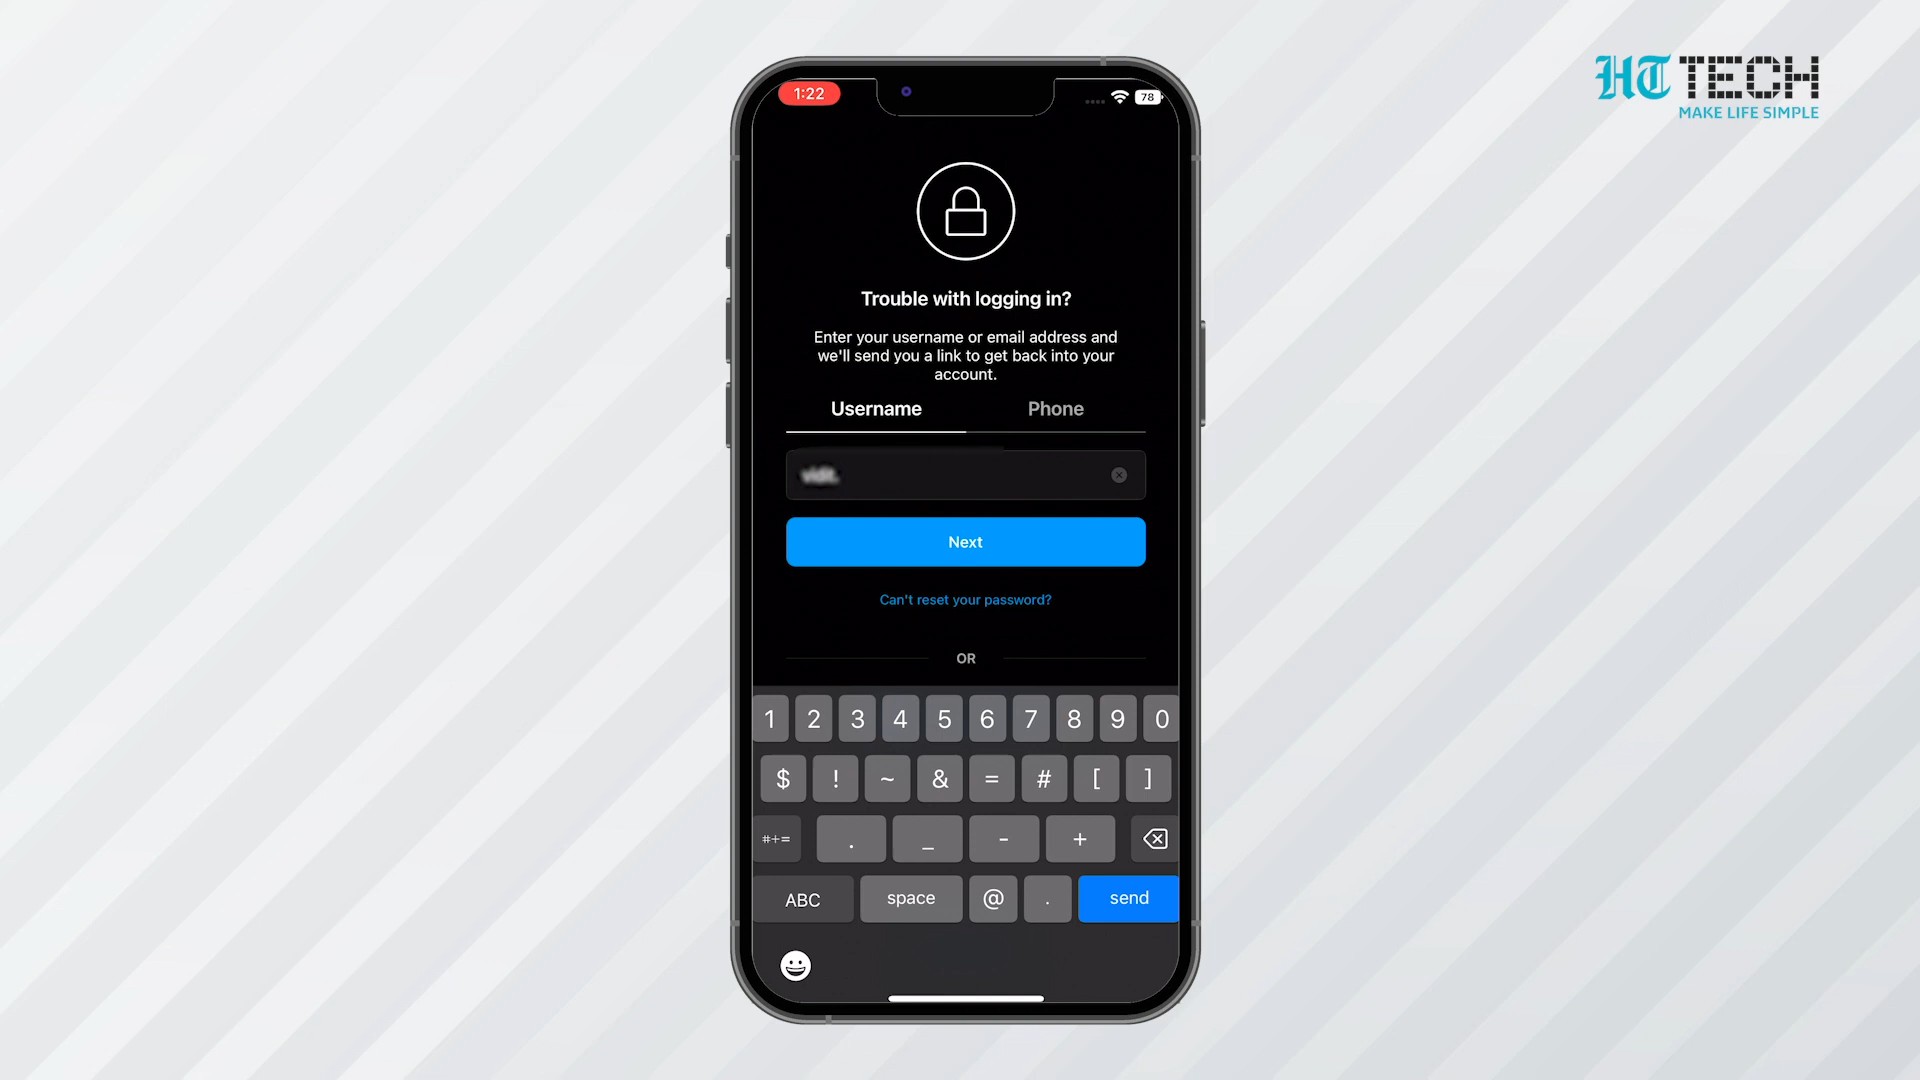 HT TECH
MAKE LIFE SIMPLE
1:22
78
Trouble with logging in?
Enter your username or email address and
we'll send you a link to get back into your
account.
Username Phone
Next
Can't reset your password?
OR
1 2 3 4 5 6 7 8 9 0
$ ! ~ & = # [ ]
#+= . _ - +
ABC space @ . send